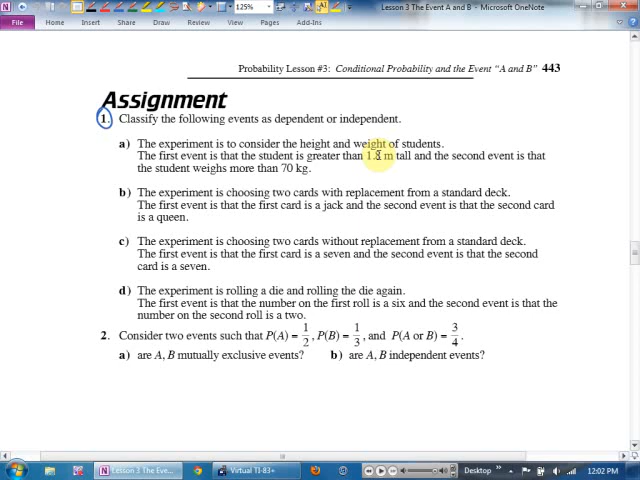 Lesson 3 The Event A and B - Microsoft OneNote
125%
File Home Insert Share Draw Review View Pages Add-Ins
Probability Lesson #3: Conditional Probability and the Event "A and B" 443
Assignment
1. Classify the following events as dependent or independent.
a) The experiment is to consider the height and weight of students.
The first event is that the student is greater than 1.8 m tall and the second event is that
the student weighs more than 70 kg.
b) The experiment is choosing two cards with replacement from a standard deck.
The first event is that the first card is a jack and the second event is that the second card
is a queen.
c) The experiment is choosing two cards without replacement from a standard deck.
The first event is that the first card is a seven and the second event is that the second
card is a seven.
d) The experiment is rolling a die and rolling the die again.
The first event is that the number on the first roll is a six and the second event is that the
number on the second roll is a two.
2. Consider two events such that P(A) = 1/2, P(B) = 1/3, and P(A or B) = 3/4.
a) are A, B mutually exclusive events? b) are A, B independent events?
Lesson 3 The Event... Virtual TI-83+ Desktop » 12:02 PM